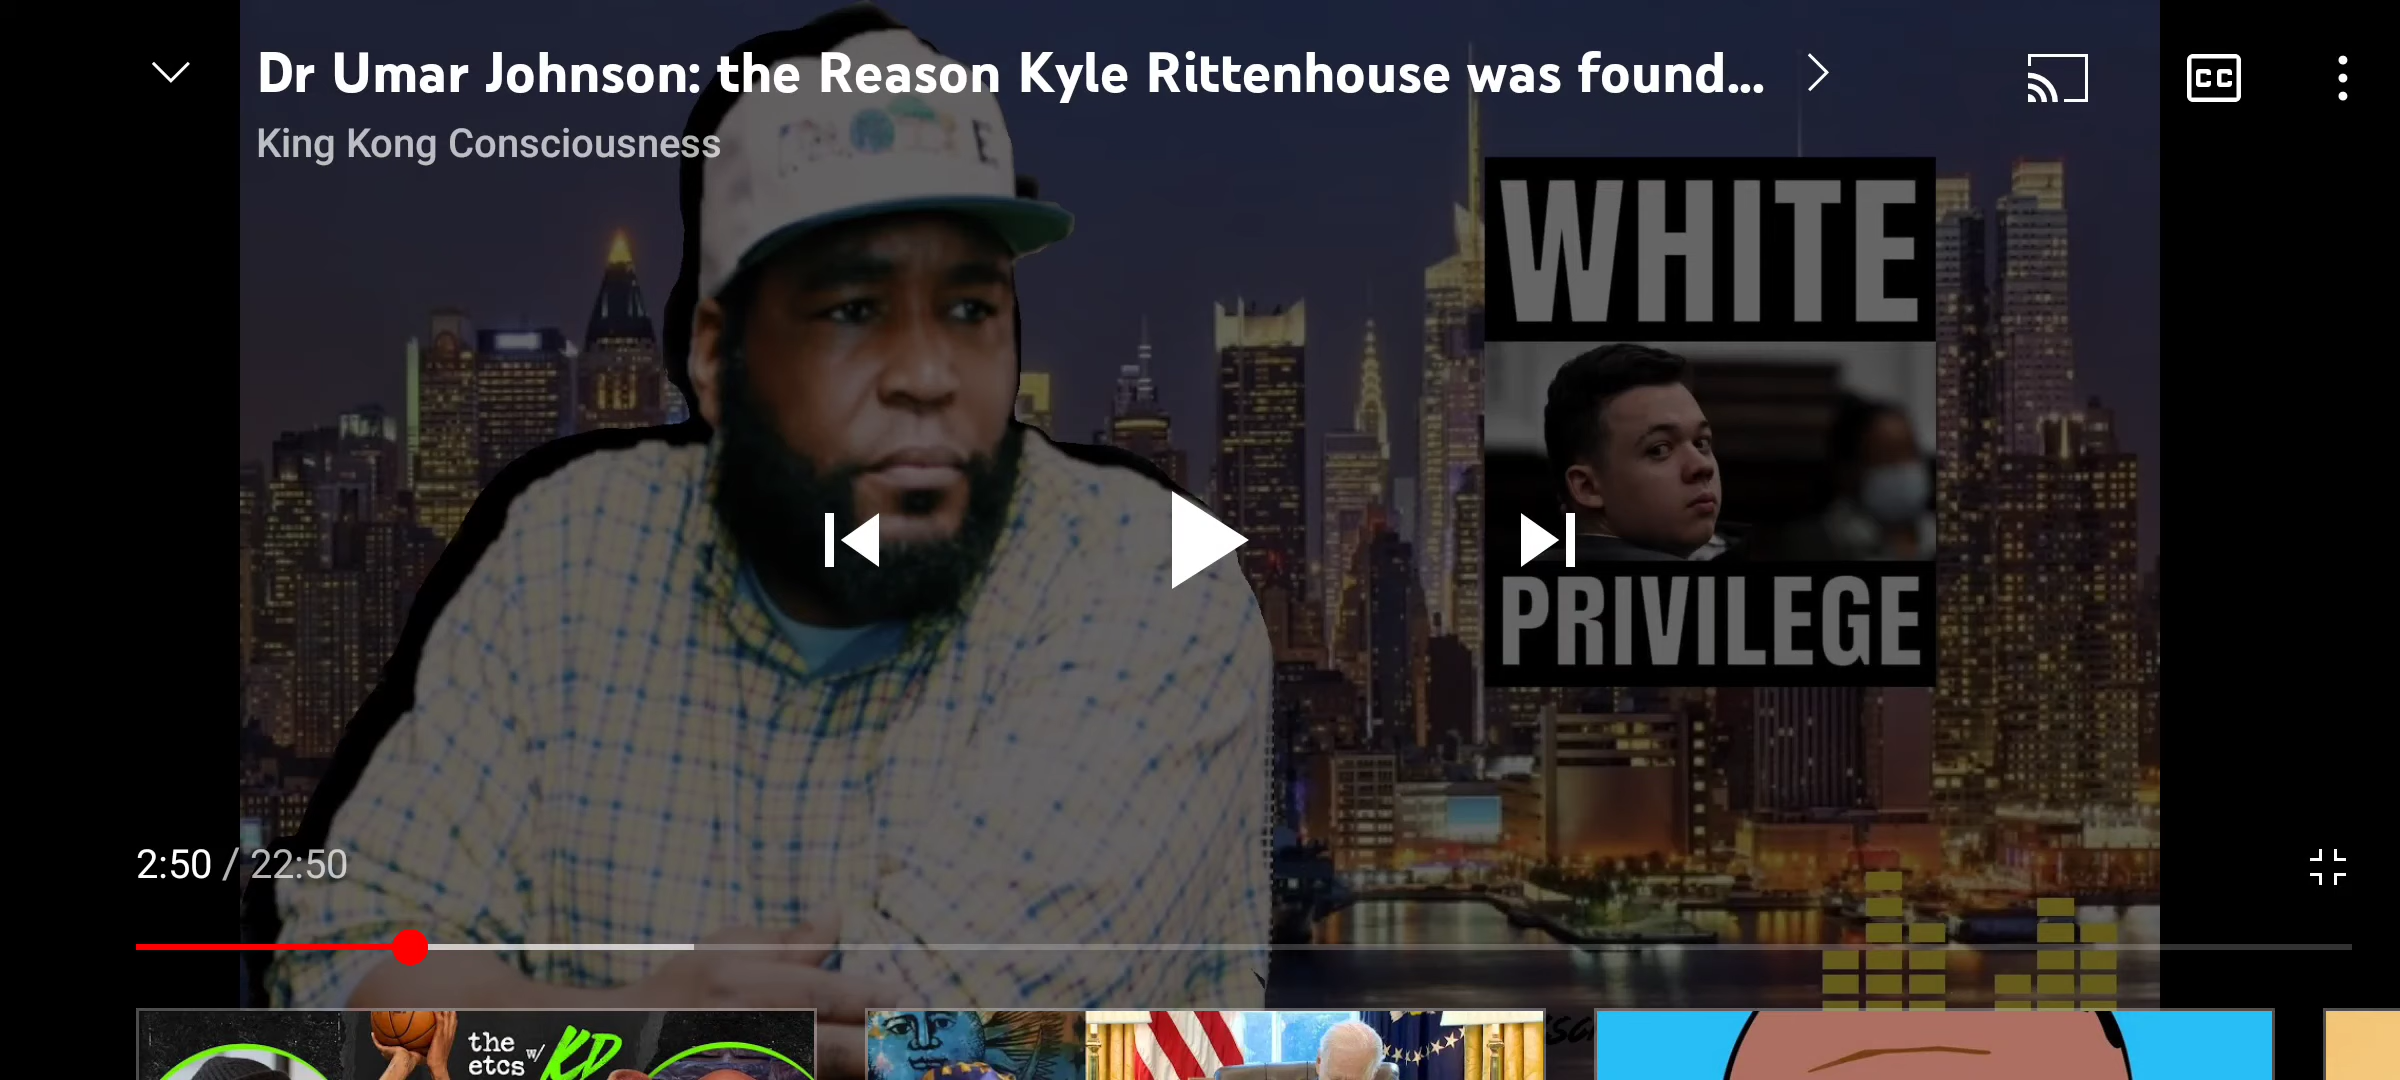 Dr Umar Johnson: the Reason Kyle Rittenhouse was found...
King Kong Consciousness
CC
E
WHITE
PRIVILEGE
2:50 / 22:50
the
etcs w/ KD